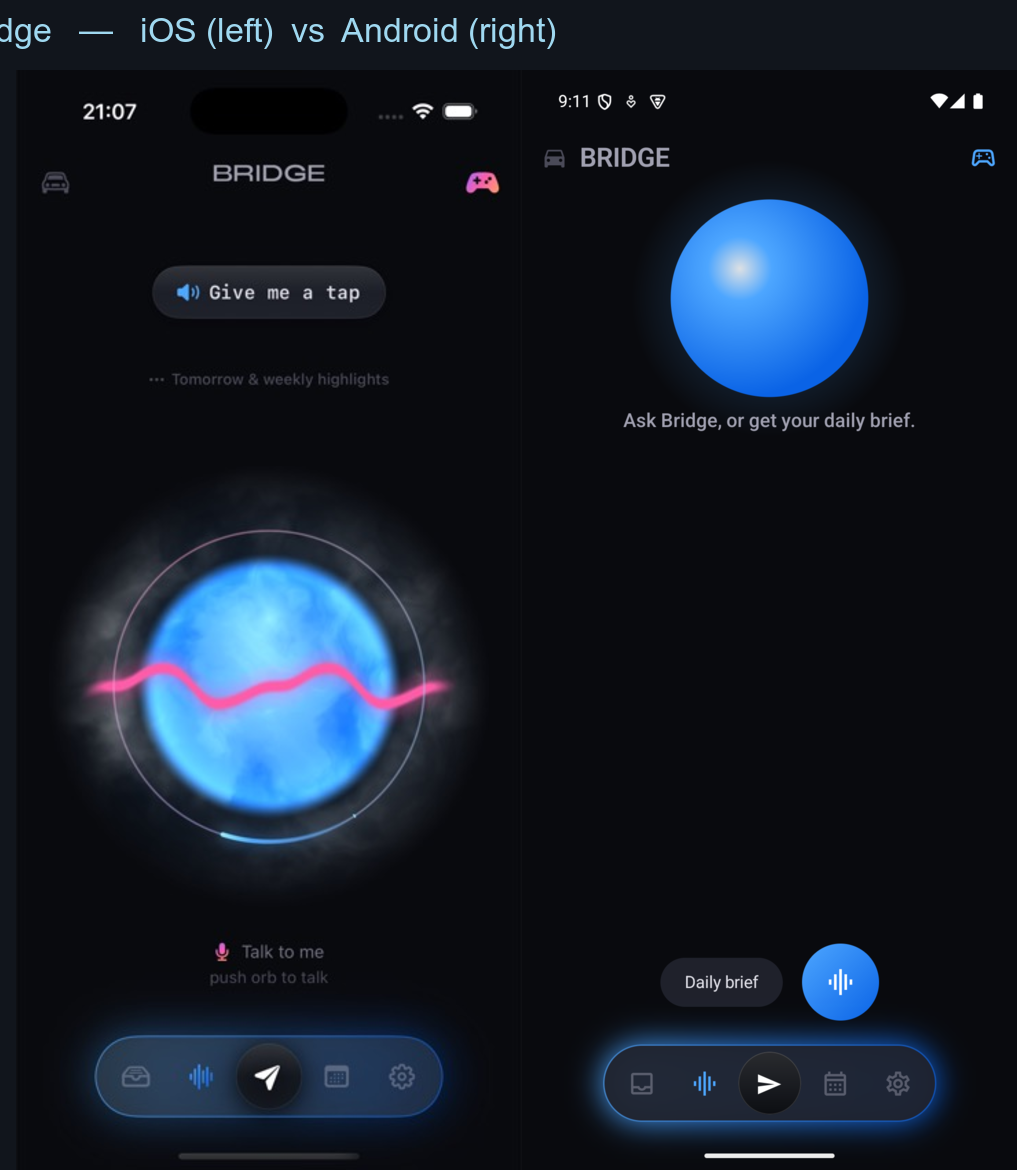 dge — iOS (left) vs Android (right)
21:07
BRIDGE
Give me a tap
··· Tomorrow & weekly highlights
Talk to me
push orb to talk
9:11
BRIDGE
Ask Bridge, or get your daily brief.
Daily brief